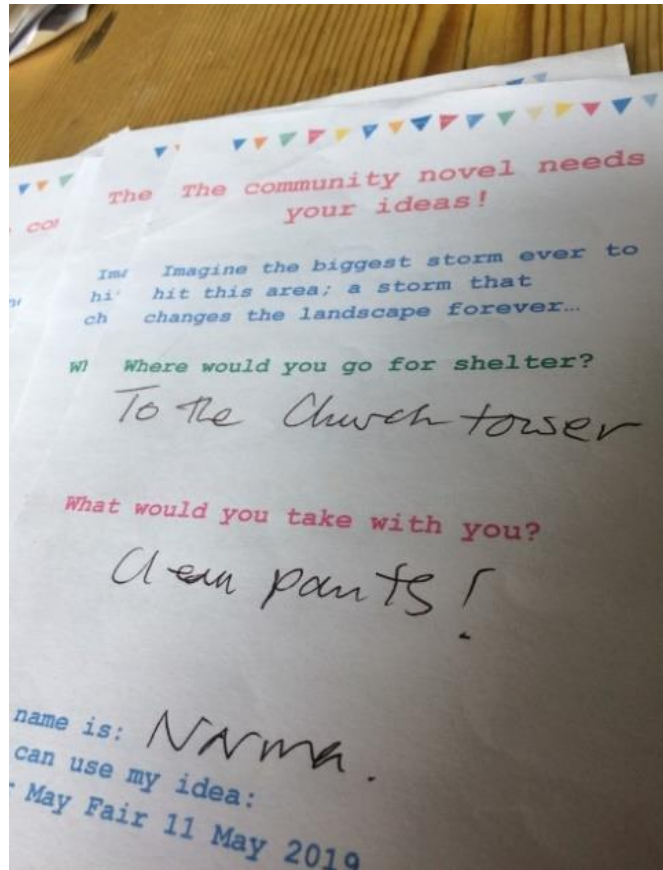 The community novel needs
your ideas!
Imagine the biggest storm ever to
hit this area; a storm that
changes the landscape forever…
Where would you go for shelter?
To the Church tower
What would you take with you?
Clean pants!
name is: Norma.
can use my idea:
May Fair 11 May 2019